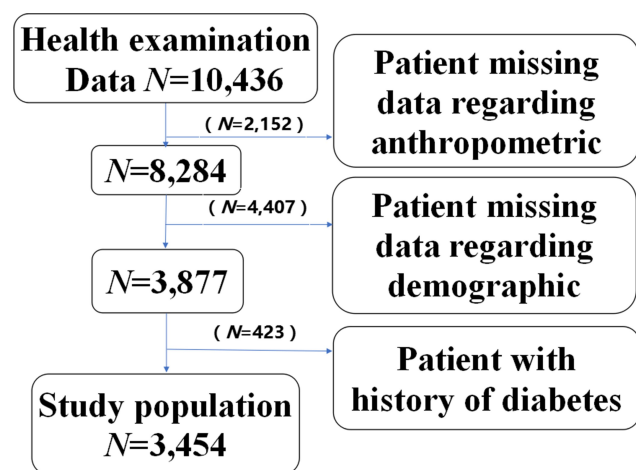 Health examination
Data N=10,436
Patient missing
data regarding
anthropometric
( N=2,152)
N=8,284
Patient missing
data regarding
demographic
( N=4,407)
N=3,877
( N=423)
Patient with
history of diabetes
Study population
N=3,454